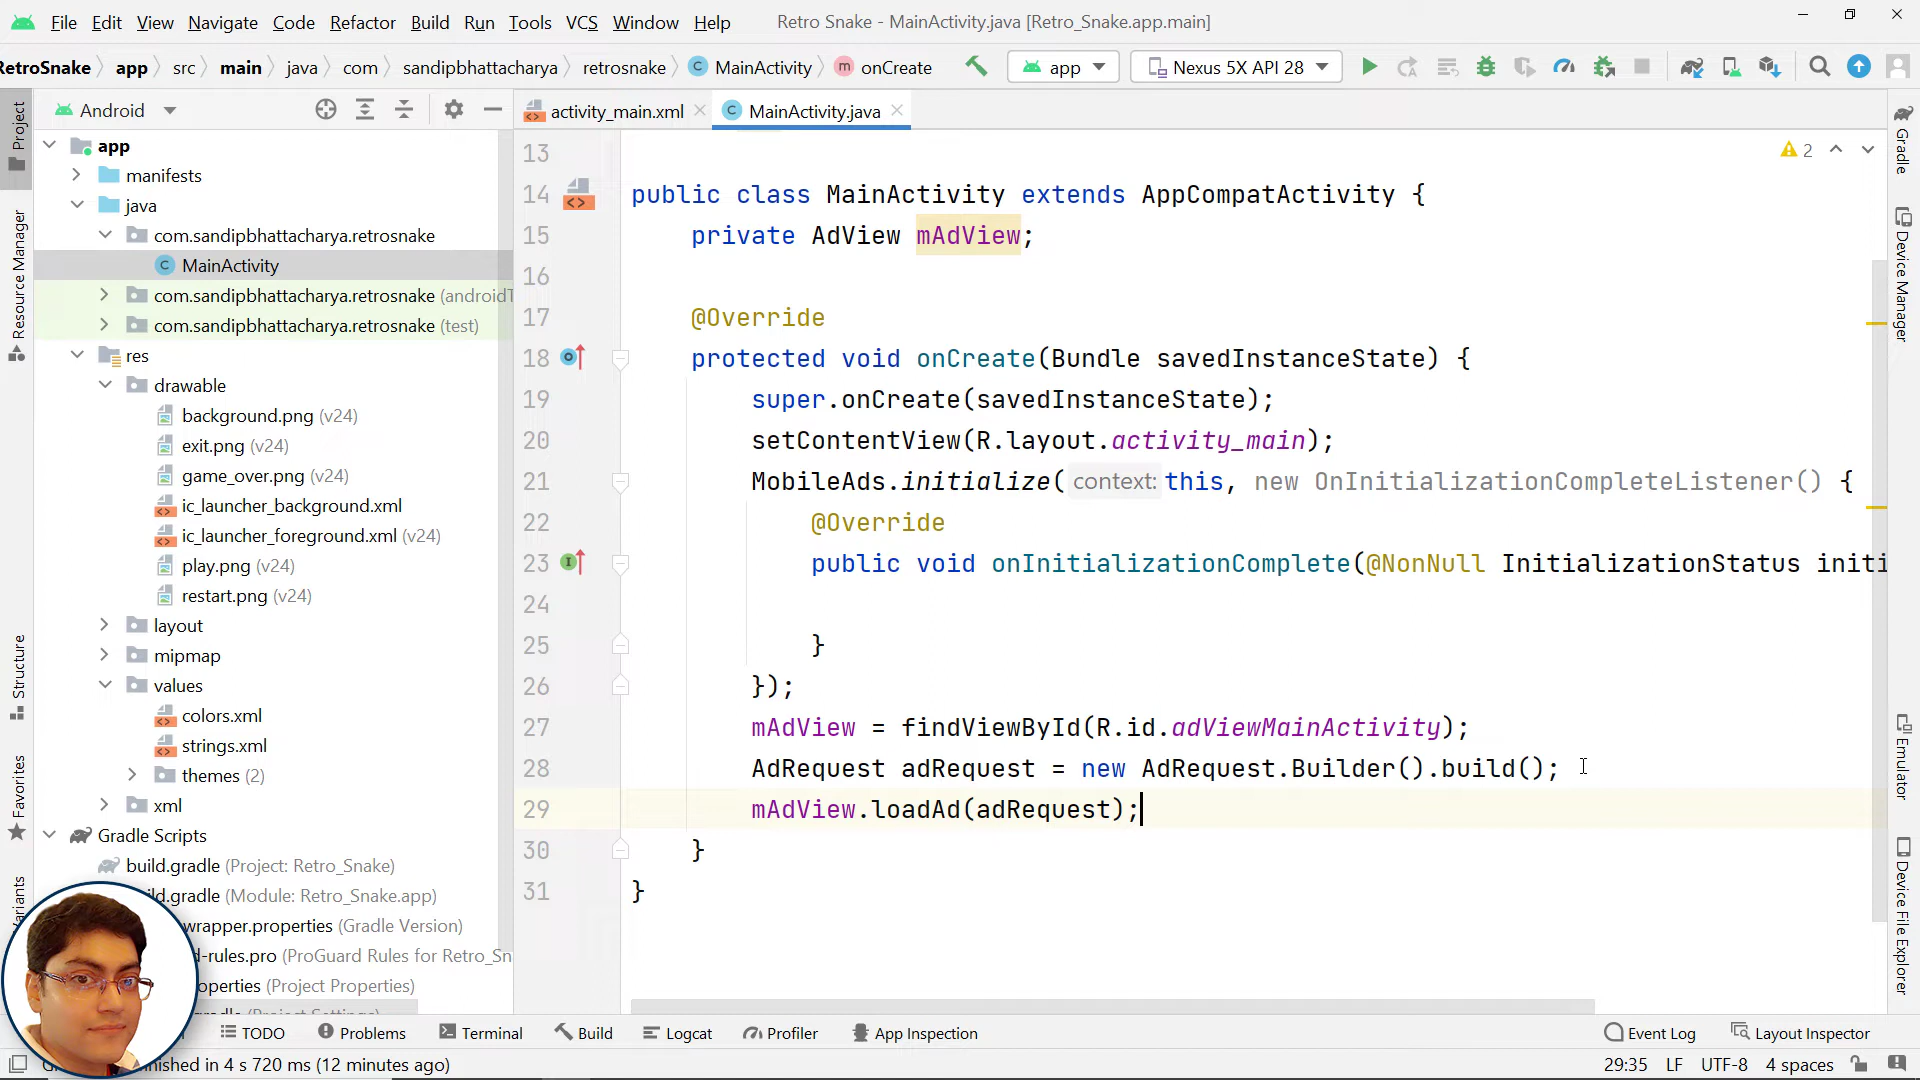 File Edit View Navigate Code Refactor Build Run Tools VCS Window Help Retro Snake - MainActivity.java [Retro_Snake.app.main]
RetroSnake app src main java com sandipbhattacharya retrosnake MainActivity onCreate app Nexus 5X API 28
Android
activity_main.xml MainActivity.java
Project
Resource Manager
Structure
Favorites
app
manifests
java
com.sandipbhattacharya.retrosnake
MainActivity
com.sandipbhattacharya.retrosnake (androidT
com.sandipbhattacharya.retrosnake (test)
res
drawable
background.png (v24)
exit.png (v24)
game_over.png (v24)
ic_launcher_background.xml
ic_launcher_foreground.xml (v24)
play.png (v24)
restart.png (v24)
layout
mipmap
values
colors.xml
strings.xml
themes (2)
xml
Gradle Scripts
build.gradle (Project: Retro_Snake)
ild.gradle (Module: Retro_Snake.app)
wrapper.properties (Gradle Version)
d-rules.pro (ProGuard Rules for Retro_Sn
operties (Project Properties)
2
13
14 public class MainActivity extends AppCompatActivity {
15 private AdView mAdView;
16
17 @Override
18 protected void onCreate(Bundle savedInstanceState) {
19 super.onCreate(savedInstanceState);
20 setContentView(R.layout.activity_main);
21 MobileAds.initialize( context: this, new OnInitializationCompleteListener() {
22 @Override
23 public void onInitializationComplete(@NonNull InitializationStatus initi
24
25 }
26 });
27 mAdView = findViewById(R.id.adViewMainActivity);
28 AdRequest adRequest = new AdRequest.Builder().build();
29 mAdView.loadAd(adRequest);
30 }
31 }
Gradle
Device Manager
Emulator
Device File Explorer
TODO Problems Terminal Build Logcat Profiler App Inspection Event Log Layout Inspector
nished in 4 s 720 ms (12 minutes ago) 29:35 LF UTF-8 4 spaces